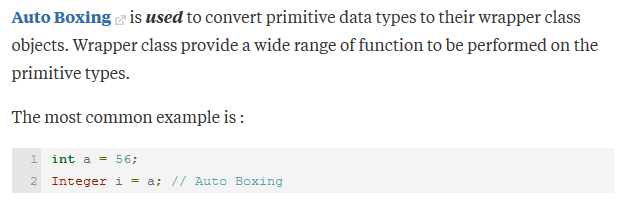 Auto Boxing is used to convert primitive data types to their wrapper class
objects. Wrapper class provide a wide range of function to be performed on the
primitive types.
The most common example is :
1 int a = 56;
2 Integer i = a; // Auto Boxing